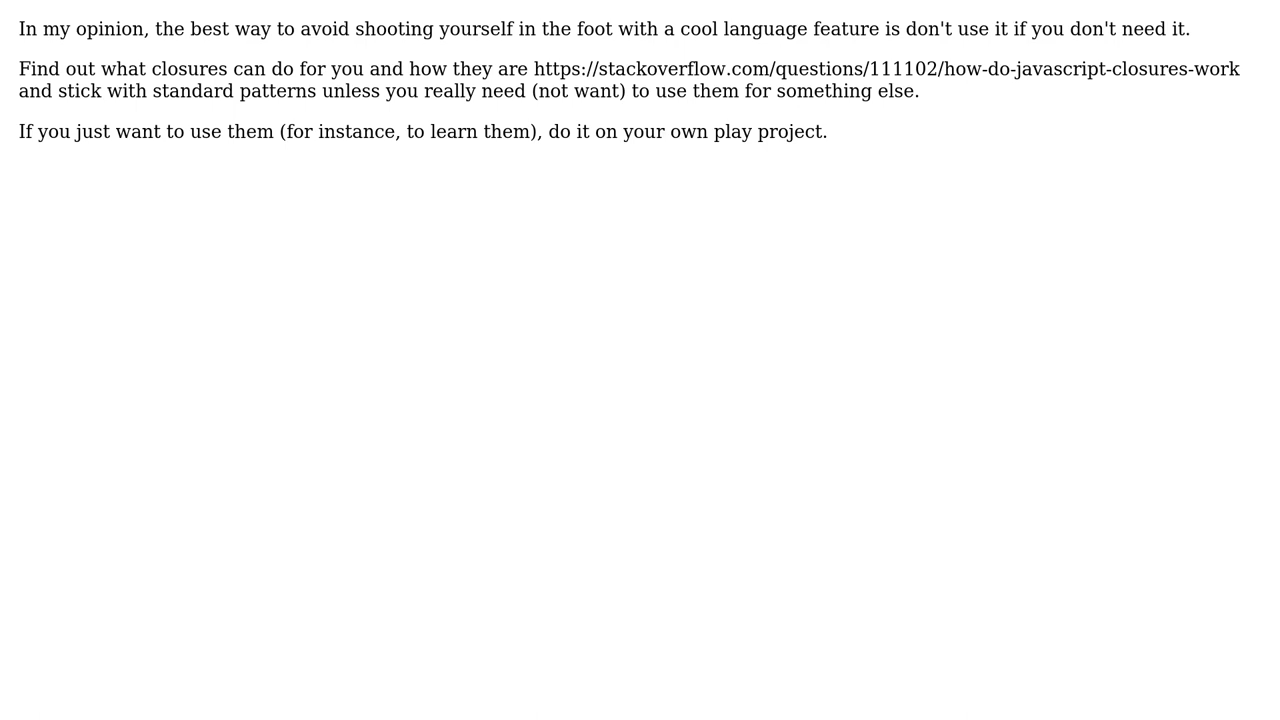 In my opinion, the best way to avoid shooting yourself in the foot with a cool language feature is don't use it if you don't need it.
Find out what closures can do for you and how they are https://stackoverflow.com/questions/111102/how-do-javascript-closures-work
and stick with standard patterns unless you really need (not want) to use them for something else.
If you just want to use them (for instance, to learn them), do it on your own play project.